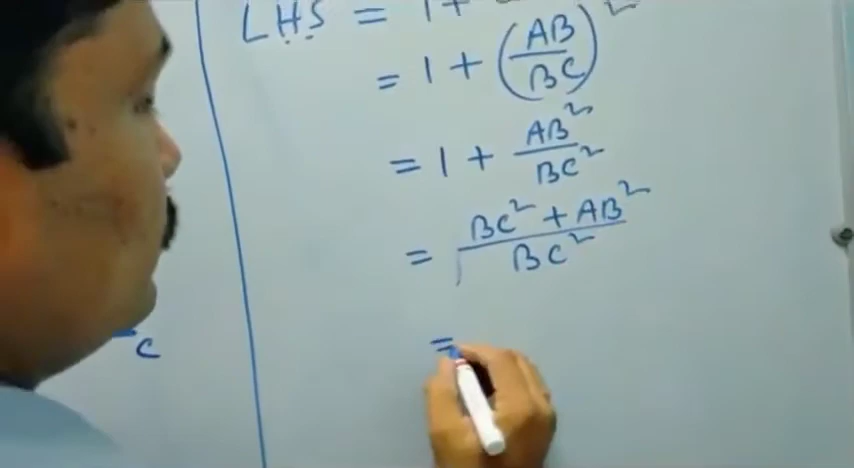 LHS = 1 +
= 1 + (AB/BC)²
= 1 + AB²/BC²
= BC² + AB²/BC²
=
C